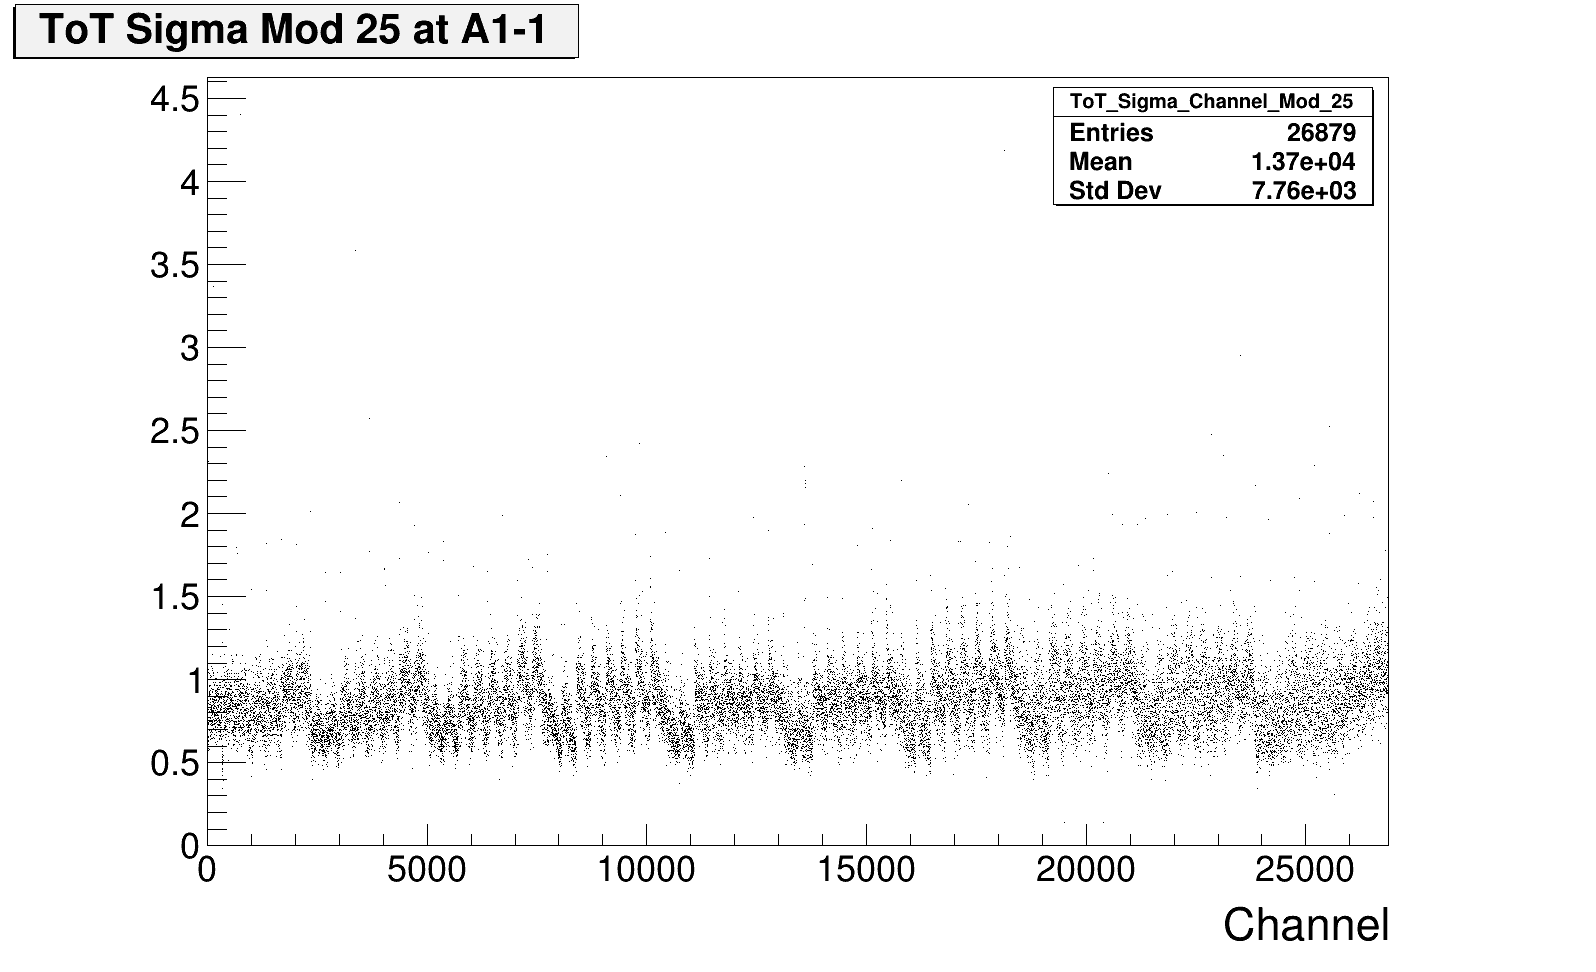 ToT Sigma Mod 25 at A1-1
ToT_Sigma_Channel_Mod_25
Entries 26879
Mean 1.37e+04
Std Dev 7.76e+03
4.5
4
3.5
3
2.5
2
1.5
1
0.5
0
0 5000 10000 15000 20000 25000
Channel